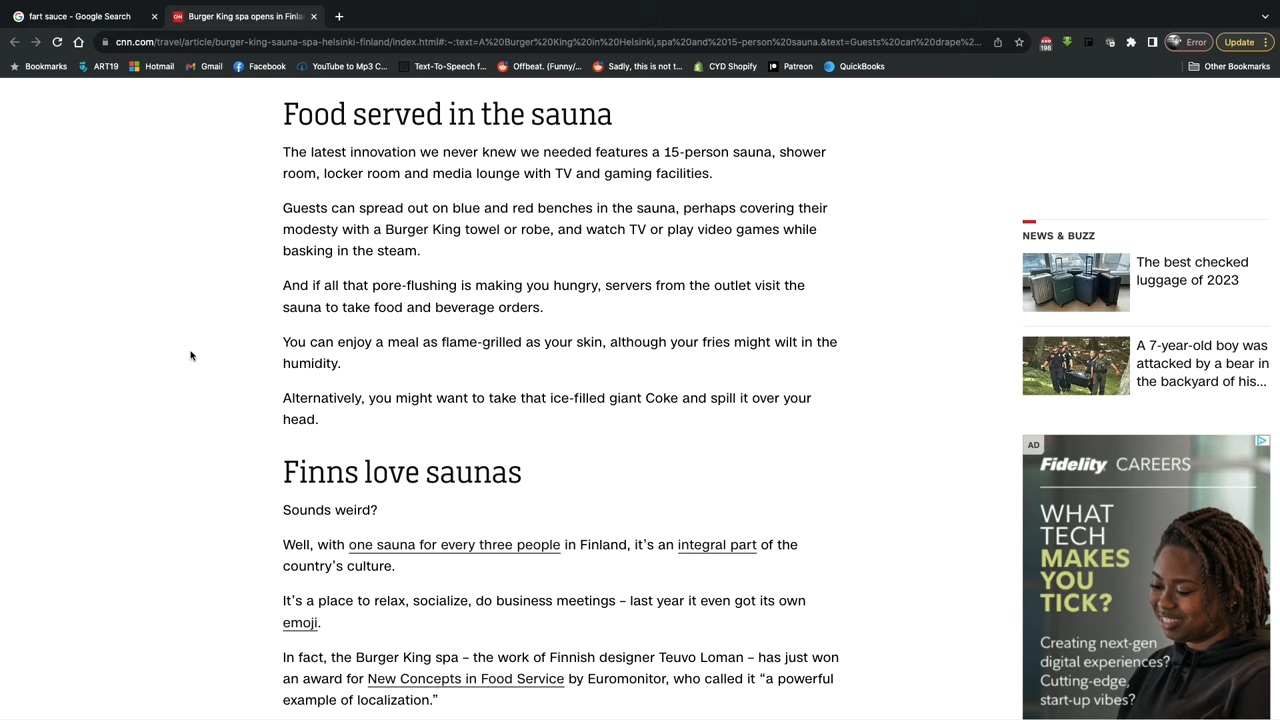 fart sauce - Google Search
CNN
Burger King spa opens in Finla
cnn.com/travel/article/burger-king-sauna-spa-helsinki-finland/index.html#:~:text=A%20Burger%20King%20in%20Helsinki,spa%20and%2015-person%20sauna.&text=Guests%20can%20drape%2...
198
Error
Update
Bookmarks
ART19
Hotmail
Gmail
Facebook
YouTube to Mp3 C...
Text-To-Speech f...
Offbeat. (Funny/...
Sadly, this is not t...
CYD Shopify
Patreon
QuickBooks
Other Bookmarks
Food served in the sauna
The latest innovation we never knew we needed features a 15-person sauna, shower
room, locker room and media lounge with TV and gaming facilities.
Guests can spread out on blue and red benches in the sauna, perhaps covering their
modesty with a Burger King towel or robe, and watch TV or play video games while
basking in the steam.
And if all that pore-flushing is making you hungry, servers from the outlet visit the
sauna to take food and beverage orders.
You can enjoy a meal as flame-grilled as your skin, although your fries might wilt in the
humidity.
Alternatively, you might want to take that ice-filled giant Coke and spill it over your
head.
Finns love saunas
Sounds weird?
Well, with one sauna for every three people in Finland, it's an integral part of the
country's culture.
It's a place to relax, socialize, do business meetings – last year it even got its own
emoji.
In fact, the Burger King spa – the work of Finnish designer Teuvo Loman – has just won
an award for New Concepts in Food Service by Euromonitor, who called it “a powerful
example of localization.”
NEWS & BUZZ
The best checked
luggage of 2023
A 7-year-old boy was
attacked by a bear in
the backyard of his...
AD
Fidelity CAREERS
WHAT
TECH
MAKES
YOU
TICK?
Creating next-gen
digital experiences?
Cutting-edge,
start-up vibes?